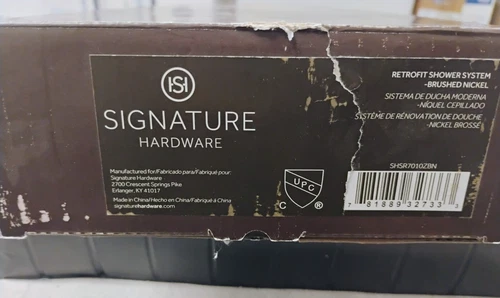 SH
SIGNATURE
HARDWARE
Manufactured for/Fabricado para/Fabriqué pour:
Signature Hardware
2700 Crescent Springs Pike
Erlanger, KY 41017
Made in China/Hecho en China/Fabriqué à China
signaturehardware.com
RETROFIT SHOWER SYSTEM
-BRUSHED NICKEL
SISTEMA DE DUCHA MODERNA
-NÍQUEL CEPILLADO
SYSTÈME DE RÉNOVATION DE DOUCHE
-NICKEL BROSSÉ
SHSR7010ZBN
UPC
C ®
7 81889 32733 3